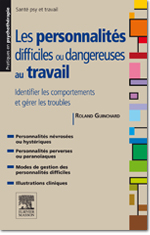 Santé psy et travail
Pratiques en psychothérapie
Les personnalités
difficiles ou dangereuses
au travail
Identifier les comportements
et gérer les troubles
ROLAND GUINCHARD
Personnalités névrosées
ou hystériques
Personnalités perverses
ou paranoïaques
Modes de gestion des
personnalités difficiles
Illustrations cliniques
ELSEVIER
MASSON